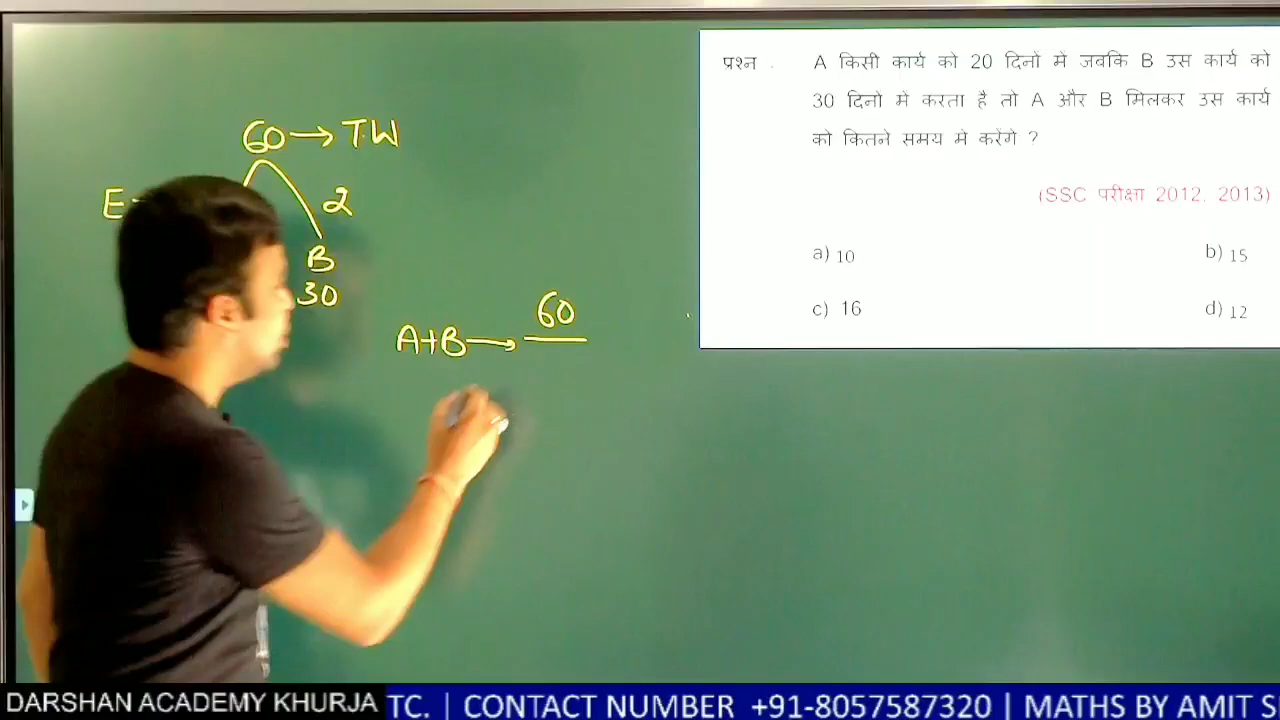 60→T.W
E
2
B
30
A+B→ 60
प्रश्न . A किसी कार्य को 20 दिनों में जबकि B उस कार्य को
30 दिनो में करता है तो A और B मिलकर उस कार्य
को कितने समय मे करेंगे ?
(SSC परीक्षा 2012, 2013)
a) 10 b) 15
c) 16 d) 12
DARSHAN ACADEMY KHURJA TC. | CONTACT NUMBER +91-8057587320 | MATHS BY AMIT S